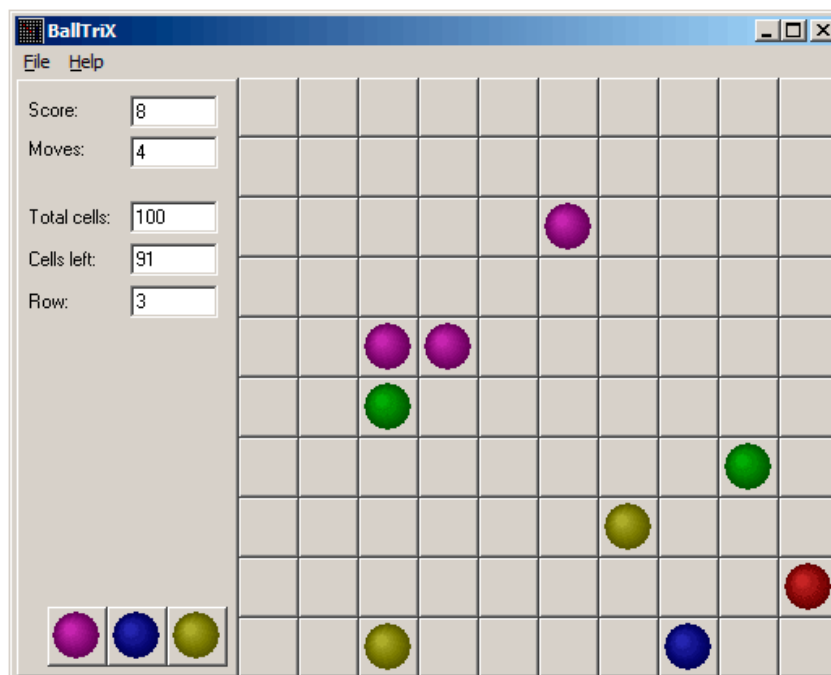 BallTriX
File Help
Score: 8
Moves: 4
Total cells: 100
Cells left: 91
Row: 3